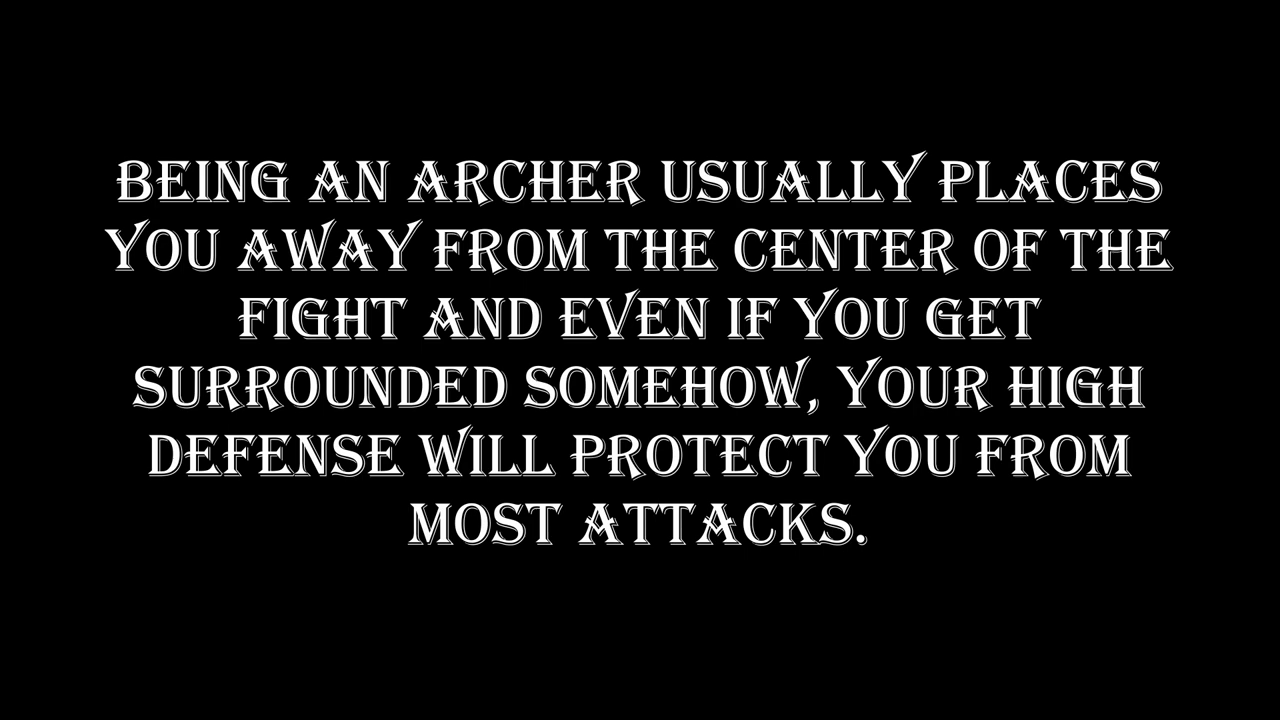 BEING AN ARCHER USUALLY PLACES
YOU AWAY FROM THE CENTER OF THE
FIGHT AND EVEN IF YOU GET
SURROUNDED SOMEHOW, YOUR HIGH
DEFENSE WILL PROTECT YOU FROM
MOST ATTACKS.